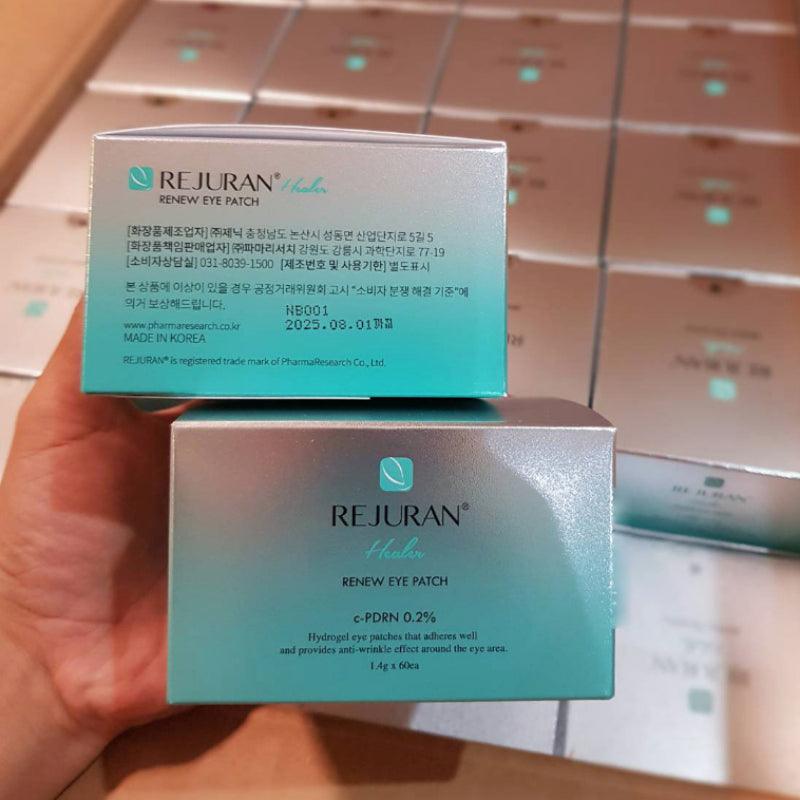 REJURAN® Healer
RENEW EYE PATCH
[화장품제조업자] ㈜제닉 충청남도 논산시 성동면 산업단지로 5길 5
[화장품책임판매업자] ㈜파마리서치 강원도 강릉시 과학단지로 77-19
[소비자상담실] 031-8039-1500 [제조번호 및 사용기한] 별도표시
본 상품에 이상이 있을 경우 공정거래위원회 고시 "소비자 분쟁 해결 기준"에
의거 보상해드립니다.
NB001
2025.08.01까지
www.pharmaresearch.co.kr
MADE IN KOREA
REJURAN® is registered trade mark of PharmaResearch Co., Ltd.
REJURAN®
Healer
RENEW EYE PATCH
c-PDRN 0.2%
Hydrogel eye patches that adheres well
and provides anti-wrinkle effect around the eye area.
1.4g x 60ea
REJURAN
REJURAN
REJURAN